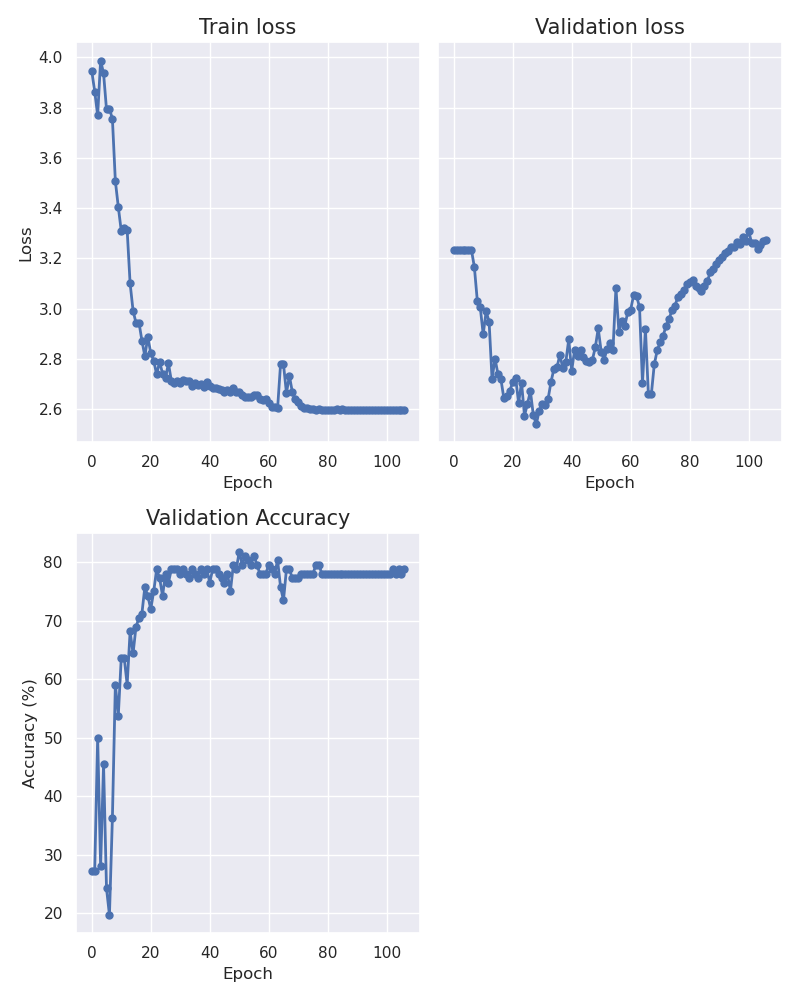 Train loss
Validation loss
4.0
3.8
3.6
3.4
3.2
3.0
2.8
2.6
Loss
0 20 40 60 80 100
0 20 40 60 80 100
Epoch
Epoch
Validation Accuracy
80
70
60
50
40
30
20
Accuracy (%)
0 20 40 60 80 100
Epoch